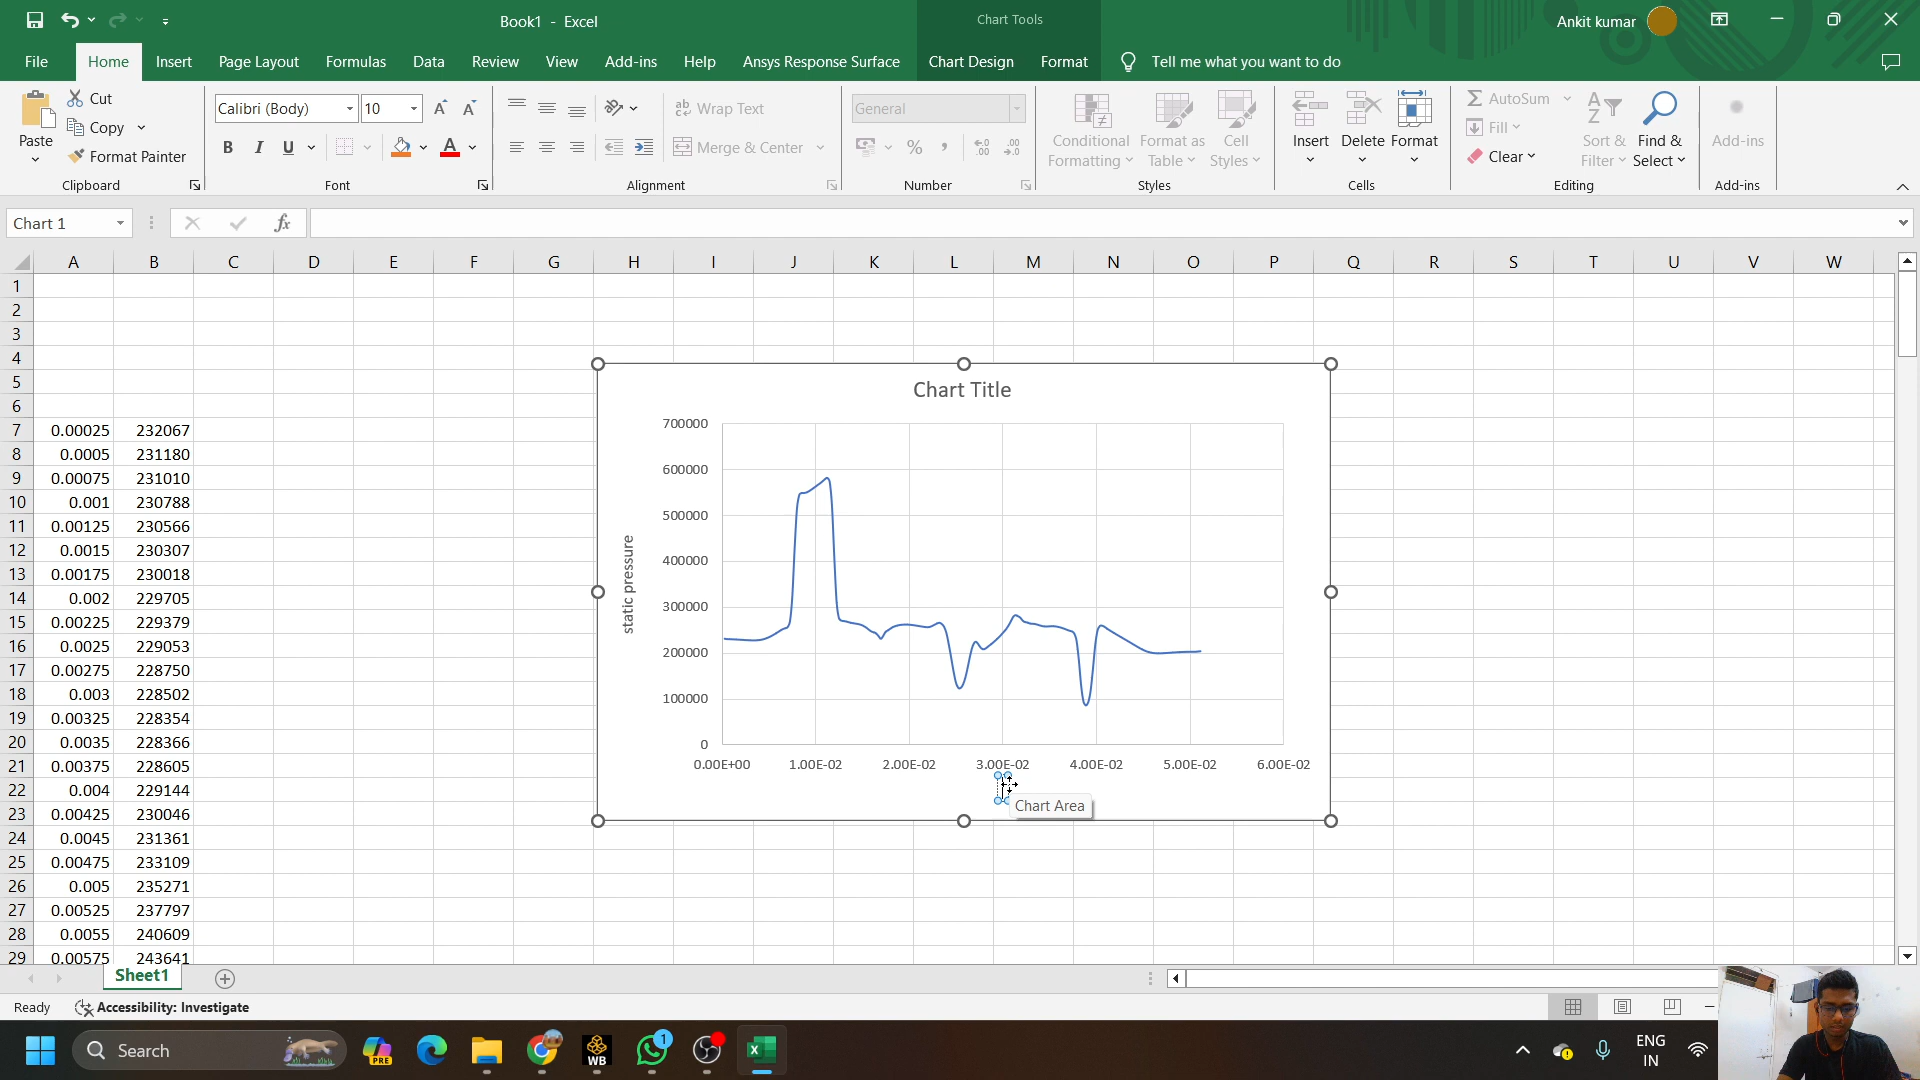 Book1 - Excel
Chart Tools
Ankit kumar
File Home Insert Page Layout Formulas Data Review View Add-ins Help Ansys Response Surface Chart Design Format Tell me what you want to do
Paste
Cut
Copy
Format Painter
Clipboard
Calibri (Body) 10
B I U A
Font
Wrap Text
Merge & Center
Alignment
General
Number
Conditional Formatting
Format as Table
Cell Styles
Styles
Insert Delete Format
Cells
AutoSum
Fill
Clear
Sort & Filter
Find & Select
Editing
Add-ins
Add-ins
Chart 1
fx
A B C D E F G H I J K L M N O P Q R S T U V W
1
2
3
4
5
6
7 0.00025 232067
8 0.0005 231180
9 0.00075 231010
10 0.001 230788
11 0.00125 230566
12 0.0015 230307
13 0.00175 230018
14 0.002 229705
15 0.00225 229379
16 0.0025 229053
17 0.00275 228750
18 0.003 228502
19 0.00325 228354
20 0.0035 228366
21 0.00375 228605
22 0.004 229144
23 0.00425 230046
24 0.0045 231361
25 0.00475 233109
26 0.005 235271
27 0.00525 237797
28 0.0055 240609
29 0.00575 243641
Chart Title
static pressure
700000
600000
500000
400000
300000
200000
100000
0
0.00E+00 1.00E-02 2.00E-02 3.00E-02 4.00E-02 5.00E-02 6.00E-02
Chart Area
Sheet1
Ready Accessibility: Investigate
Search
PRE
WB
1
ENG
IN